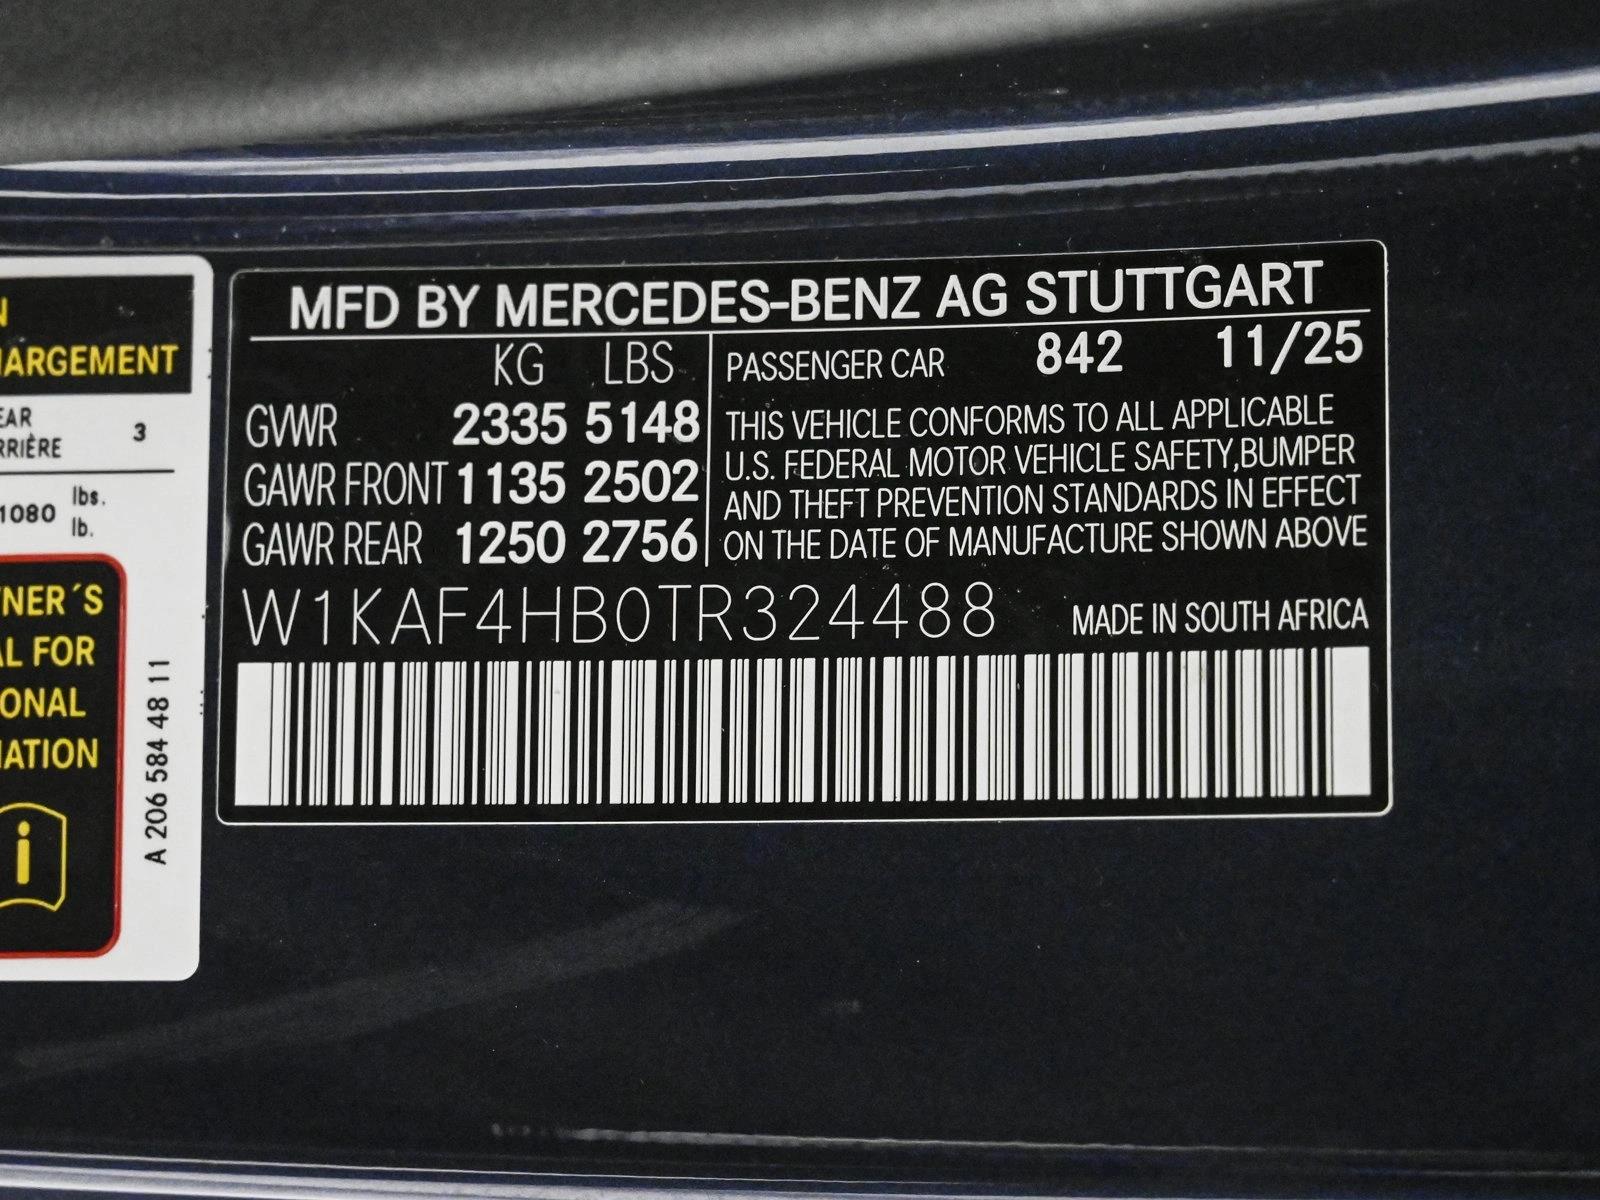 N
HARGEMENT
EAR
RRIÈRE 3
1080 lbs.
lb.
NER´S
AL FOR
ONAL
MATION
A 206 584 48 11
MFD BY MERCEDES-BENZ AG STUTTGART
KG LBS
GVWR 2335 5148
GAWR FRONT 1135 2502
GAWR REAR 1250 2756
PASSENGER CAR 842 11/25
THIS VEHICLE CONFORMS TO ALL APPLICABLE
U.S. FEDERAL MOTOR VEHICLE SAFETY,BUMPER
AND THEFT PREVENTION STANDARDS IN EFFECT
ON THE DATE OF MANUFACTURE SHOWN ABOVE
W1KAF4HB0TR324488 MADE IN SOUTH AFRICA